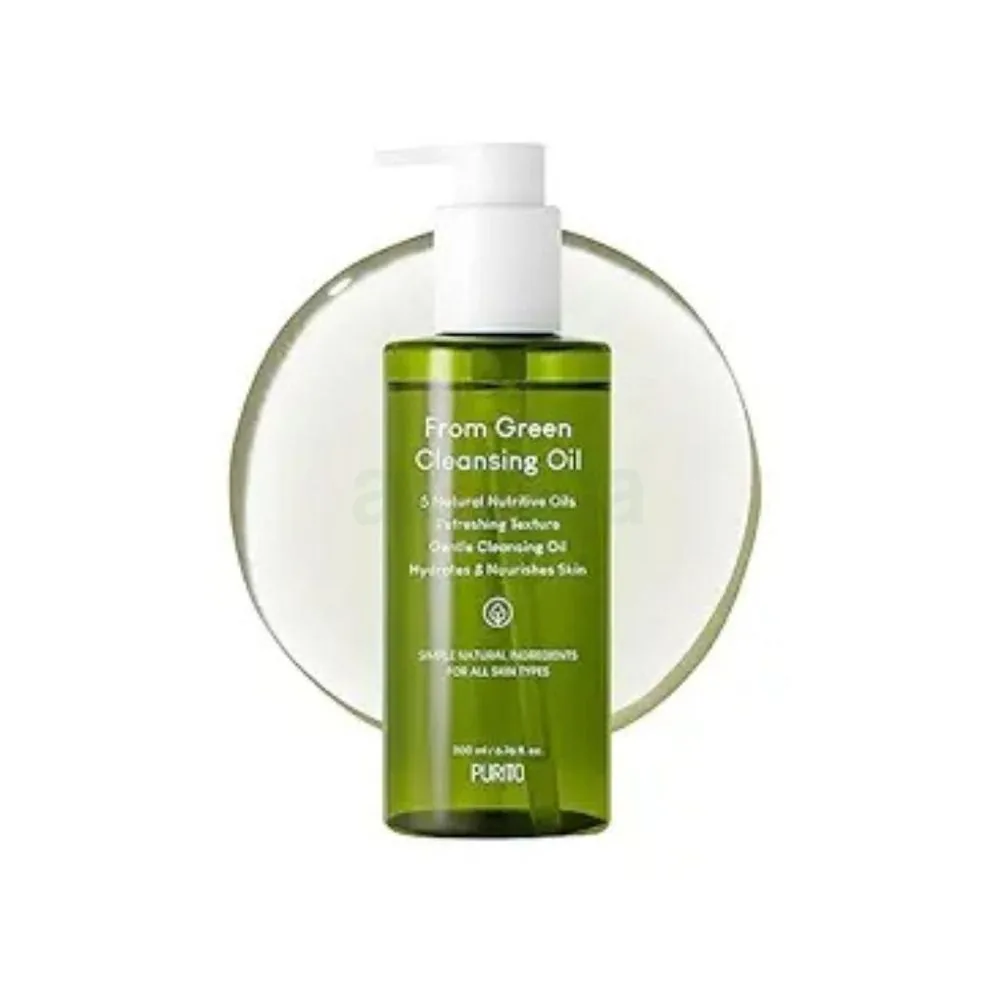 From Green
Cleansing Oil
5 Natural Nutritive Oils
Refreshing Texture
Gentle Cleansing Oil
Hydrates & Nourishes Skin
SIMPLE NATURAL INGREDIENTS
FOR ALL SKIN TYPES
200 ml / 6.76 fl. oz.
PURITO